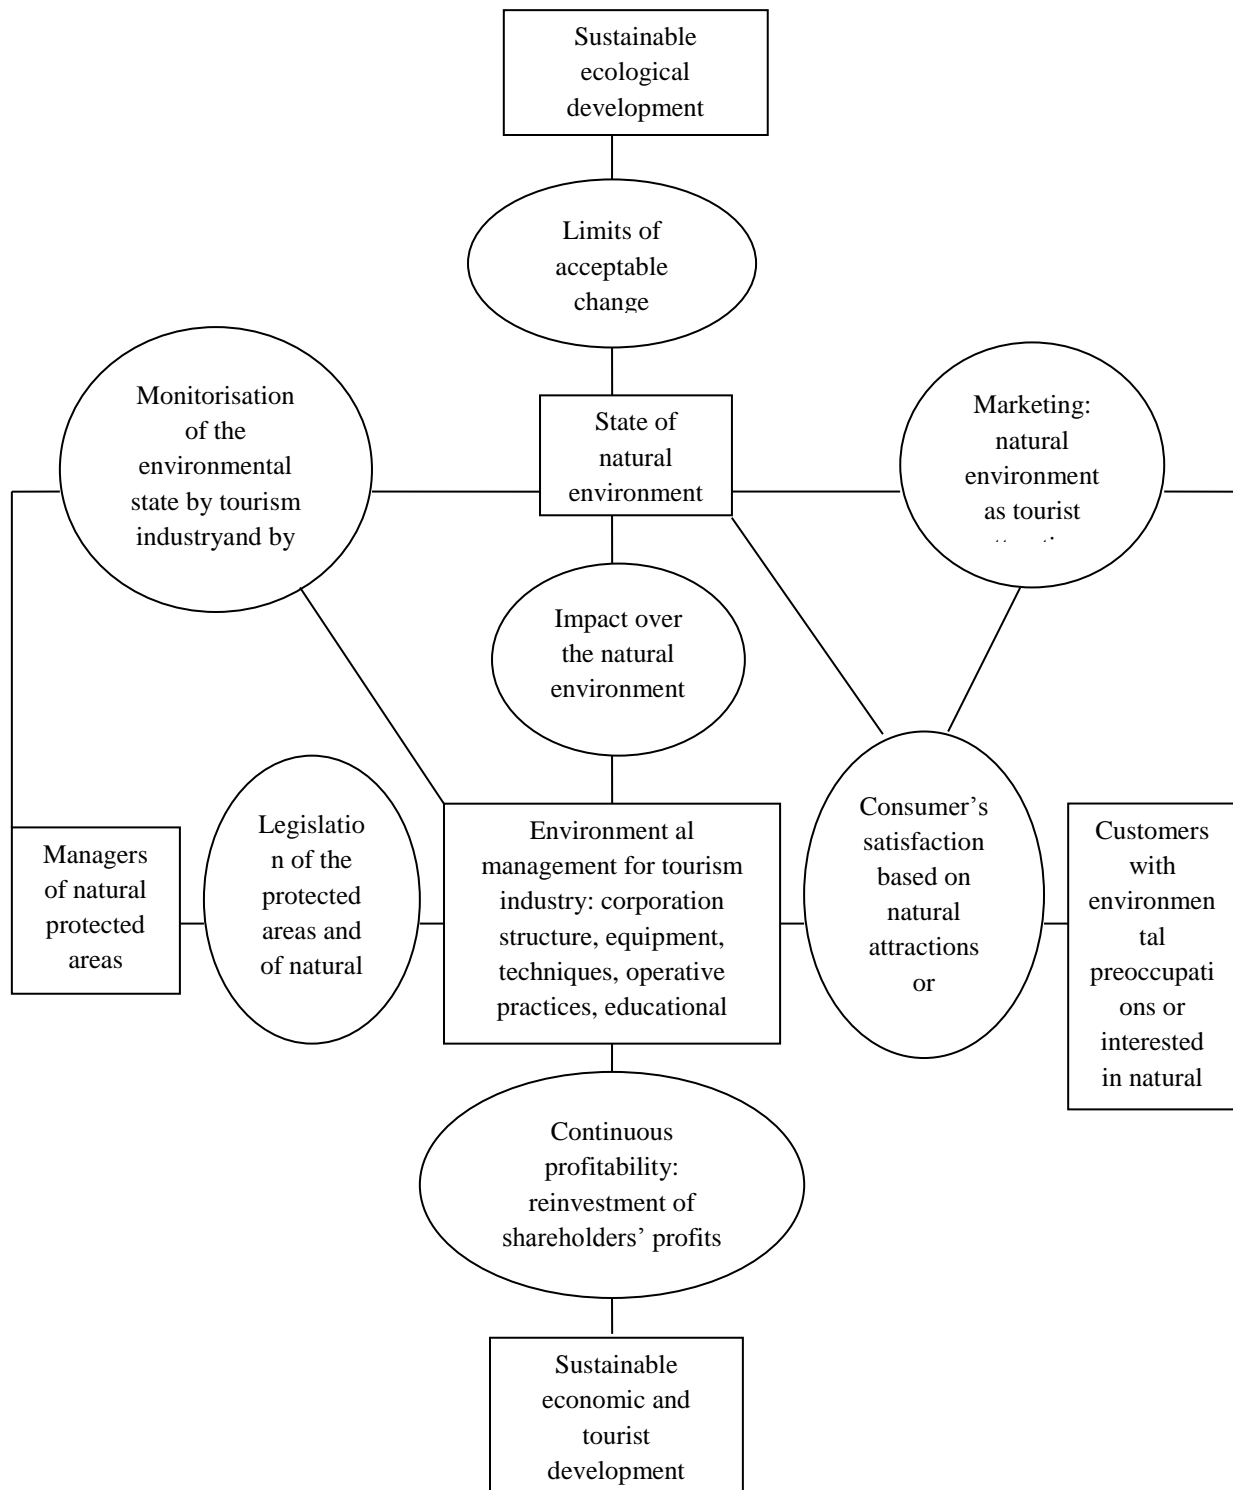 Sustainable
ecological
development
Limits of
acceptable
change
Monitorisation
of the
environmental
state by tourism
industryand by
State of
natural
environment
Marketing:
natural
environment
as tourist
Impact over
the natural
environment
Legislatio
n of the
protected
areas and
of natural
Managers
of natural
protected
areas
Environment al
management for tourism
industry: corporation
structure, equipment,
techniques, operative
practices, educational
Consumer’s
satisfaction
based on
natural
attractions
or
Customers
with
environmen
tal
preoccupati
ons or
interested
in natural
Continuous
profitability:
reinvestment of
shareholders’ profits
Sustainable
economic and
tourist
development